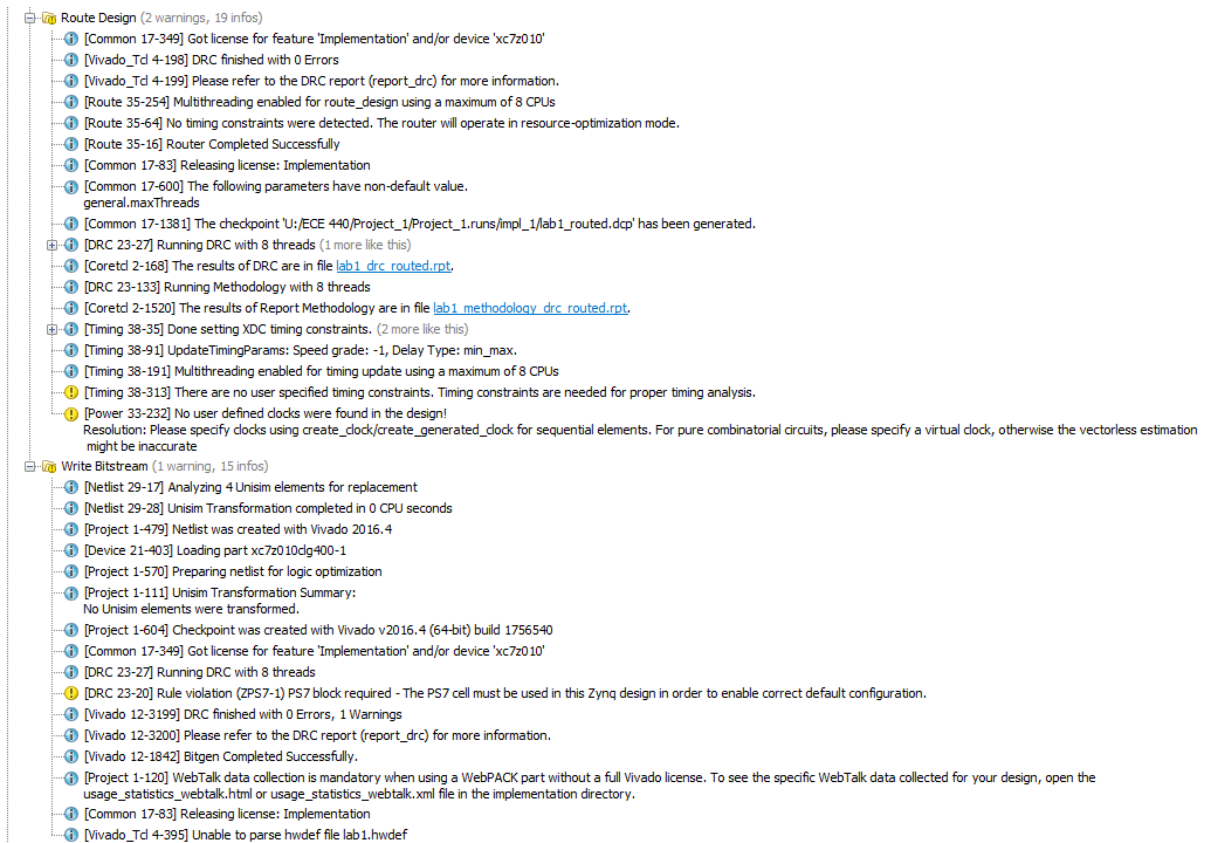 Route Design (2 warnings, 19 infos)
[Common 17-349] Got license for feature 'Implementation' and/or device 'xc7z010'
[Vivado_Tcl 4-198] DRC finished with 0 Errors
[Vivado_Tcl 4-199] Please refer to the DRC report (report_drc) for more information.
[Route 35-254] Multithreading enabled for route_design using a maximum of 8 CPUs
[Route 35-64] No timing constraints were detected. The router will operate in resource-optimization mode.
[Route 35-16] Router Completed Successfully
[Common 17-83] Releasing license: Implementation
[Common 17-600] The following parameters have non-default value.
general.maxThreads
[Common 17-1381] The checkpoint 'U:/ECE 440/Project_1/Project_1.runs/impl_1/lab1_routed.dcp' has been generated.
[DRC 23-27] Running DRC with 8 threads (1 more like this)
[Coretcl 2-168] The results of DRC are in file lab1_drc_routed.rpt.
[DRC 23-133] Running Methodology with 8 threads
[Coretcl 2-1520] The results of Report Methodology are in file lab1_methodology_drc_routed.rpt.
[Timing 38-35] Done setting XDC timing constraints. (2 more like this)
[Timing 38-91] UpdateTimingParams: Speed grade: -1, Delay Type: min_max.
[Timing 38-191] Multithreading enabled for timing update using a maximum of 8 CPUs
[Timing 38-313] There are no user specified timing constraints. Timing constraints are needed for proper timing analysis.
[Power 33-232] No user defined clocks were found in the design!
Resolution: Please specify clocks using create_clock/create_generated_clock for sequential elements. For pure combinatorial circuits, please specify a virtual clock, otherwise the vectorless estimation
might be inaccurate
Write Bitstream (1 warning, 15 infos)
[Netlist 29-17] Analyzing 4 Unisim elements for replacement
[Netlist 29-28] Unisim Transformation completed in 0 CPU seconds
[Project 1-479] Netlist was created with Vivado 2016.4
[Device 21-403] Loading part xc7z010clg400-1
[Project 1-570] Preparing netlist for logic optimization
[Project 1-111] Unisim Transformation Summary:
No Unisim elements were transformed.
[Project 1-604] Checkpoint was created with Vivado v2016.4 (64-bit) build 1756540
[Common 17-349] Got license for feature 'Implementation' and/or device 'xc7z010'
[DRC 23-27] Running DRC with 8 threads
[DRC 23-20] Rule violation (ZPS7-1) PS7 block required - The PS7 cell must be used in this Zynq design in order to enable correct default configuration.
[Vivado 12-3199] DRC finished with 0 Errors, 1 Warnings
[Vivado 12-3200] Please refer to the DRC report (report_drc) for more information.
[Vivado 12-1842] Bitgen Completed Successfully.
[Project 1-120] WebTalk data collection is mandatory when using a WebPACK part without a full Vivado license. To see the specific WebTalk data collected for your design, open the
usage_statistics_webtalk.html or usage_statistics_webtalk.xml file in the implementation directory.
[Common 17-83] Releasing license: Implementation
[Vivado_Tcl 4-395] Unable to parse hwdef file lab1.hwdef